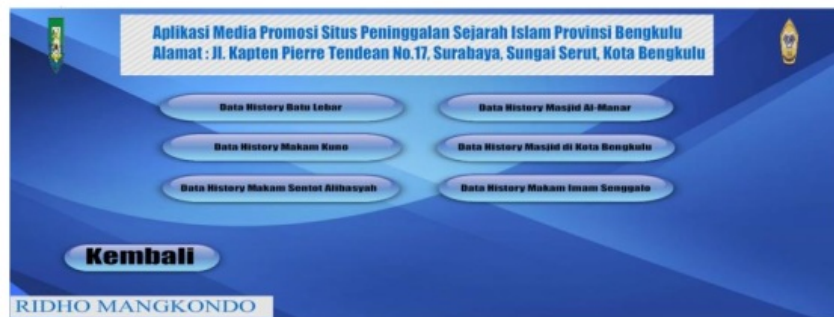 Aplikasi Media Promosi Situs Peninggalan Sejarah Islam Provinsi Bengkulu
Alamat : Jl. Kapten Pierre Tendean No.17, Surabaya, Sungai Serut, Kota Bengkulu
Data History Batu Lebar
Data History Masjid Al-Manar
Data History Makam Kuno
Data History Masjid di Kota Bengkulu
Data History Makam Sentot Alibasyah
Data History Makam Imam Senggalo
Kembali
RIDHO MANGKONDO